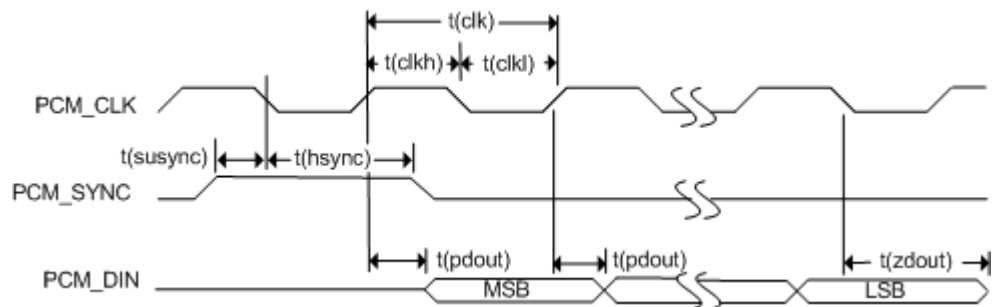 t(clk)
t(clkh) t(clkl)
PCM_CLK
t(susync) t(hsync)
PCM_SYNC
t(pdout) t(pdout) t(zdout)
PCM_DIN MSB LSB